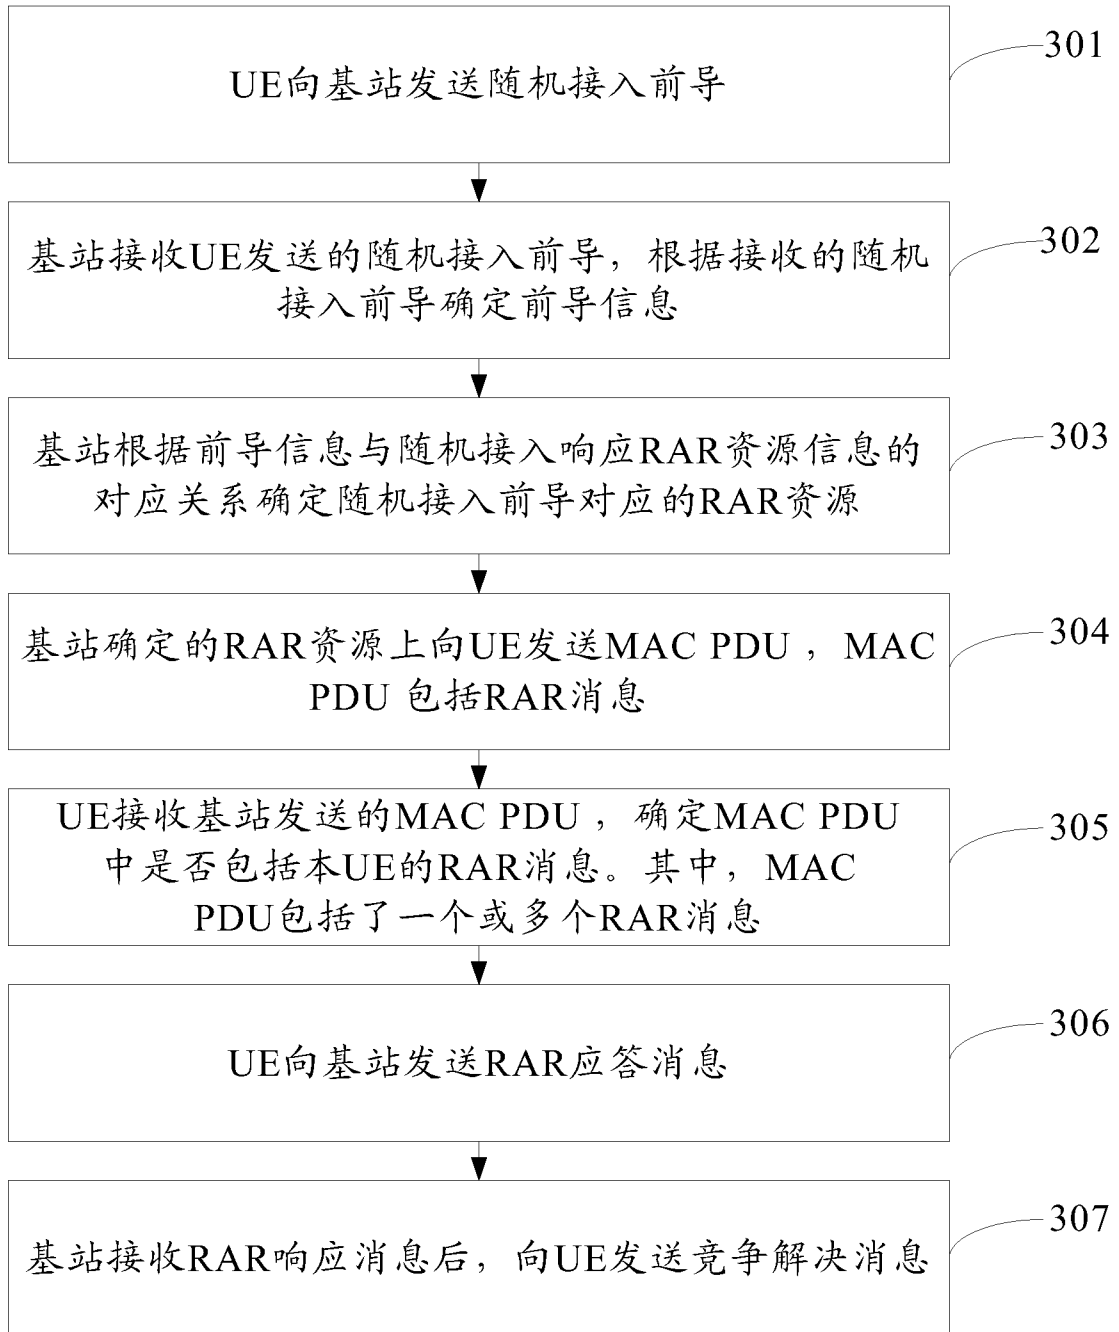 UE向基站发送随机接入前导
301
基站接收UE发送的随机接入前导，根据接收的随机
接入前导确定前导信息
302
基站根据前导信息与随机接入响应RAR资源信息的
对应关系确定随机接入前导对应的RAR资源
303
基站确定的RAR资源上向UE发送MAC PDU ，MAC
PDU 包括RAR消息
304
UE接收基站发送的MAC PDU ，确定MAC PDU
中是否包括本UE的RAR消息。其中，MAC
PDU包括了一个或多个RAR消息
305
UE向基站发送RAR应答消息
306
基站接收RAR响应消息后，向UE发送竞争解决消息
307